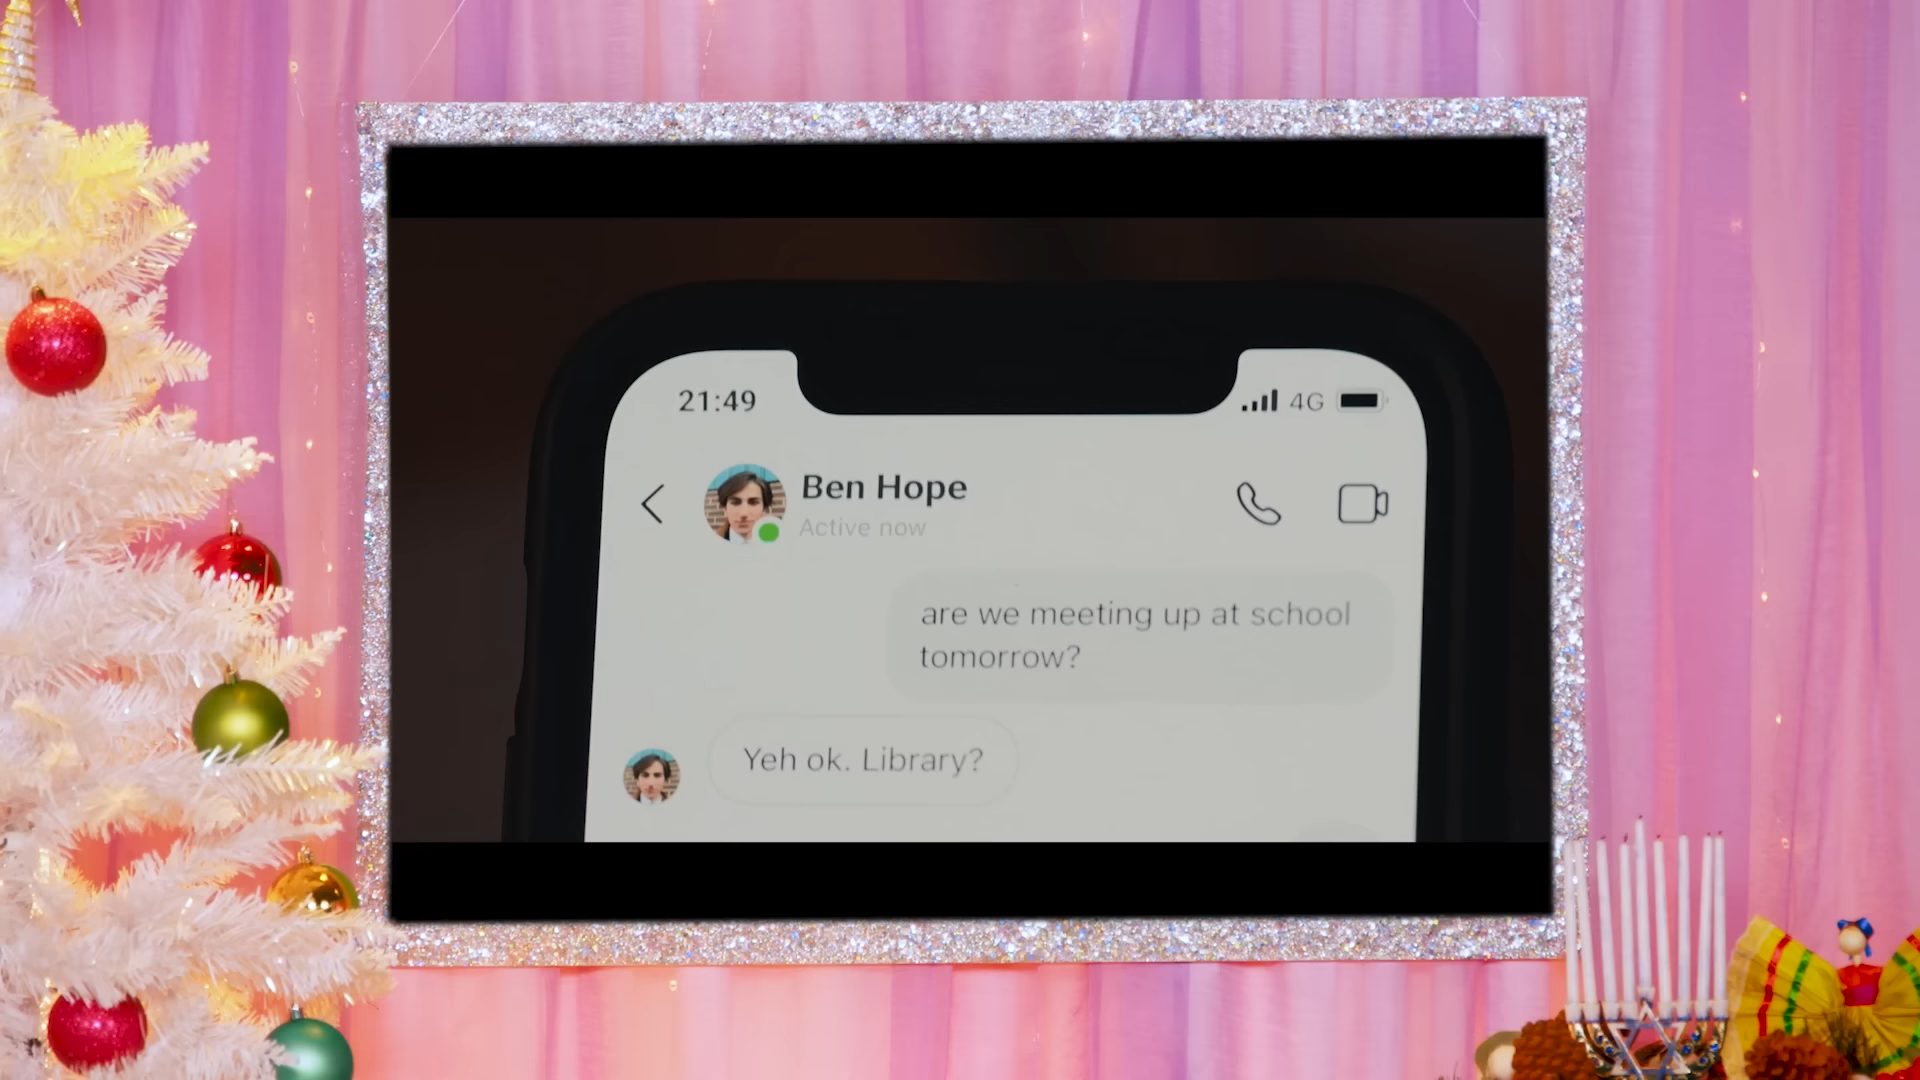 21:49
4G
Ben Hope
Active now
are we meeting up at school
tomorrow?
Yeh ok. Library?